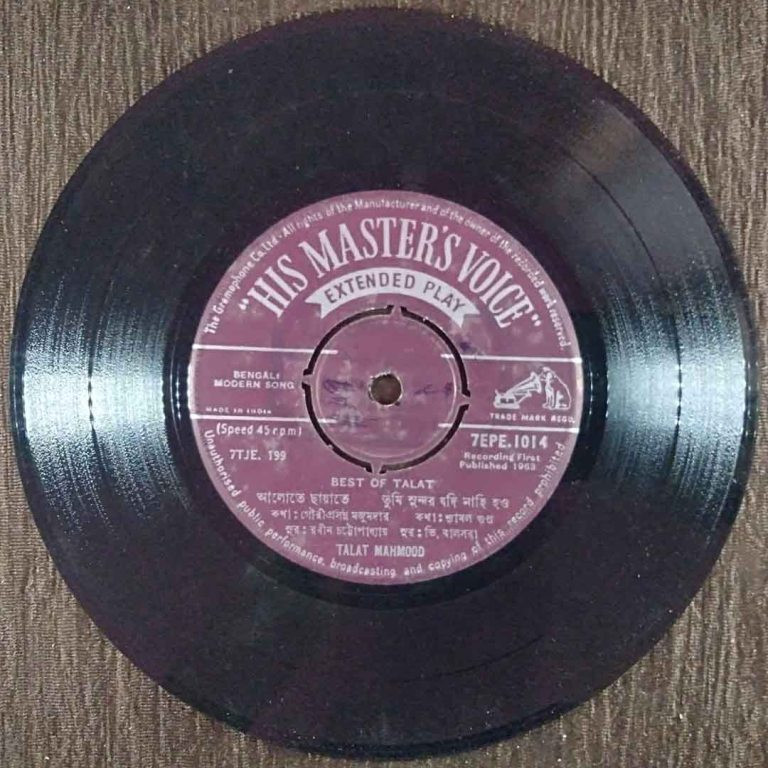 The Gramophone Co. Ltd. All rights of the Manufacturer and of the owner of the recorded work reserved.
"HIS MASTER'S VOICE"
EXTENDED PLAY
BENGALI
MODERN SONG
MADE IN INDIA
TRADE MARK REGD.
(Speed 45 r.p.m)
7EPE.1014
7TJE. 199
Recording First
Published 1963
BEST OF TALAT
আলোতে ছায়াতে তুমি সুন্দর যদি নাহি হও
কথা : গৌরীপ্রসন্ন মজুমদার কথা : শ্যামল গুপ্ত
সুর : রবীন চট্টোপাধ্যায় সুর : ভি, বালসারা
TALAT MAHMOOD
Unauthorised public performance, broadcasting and copying of this record prohibited